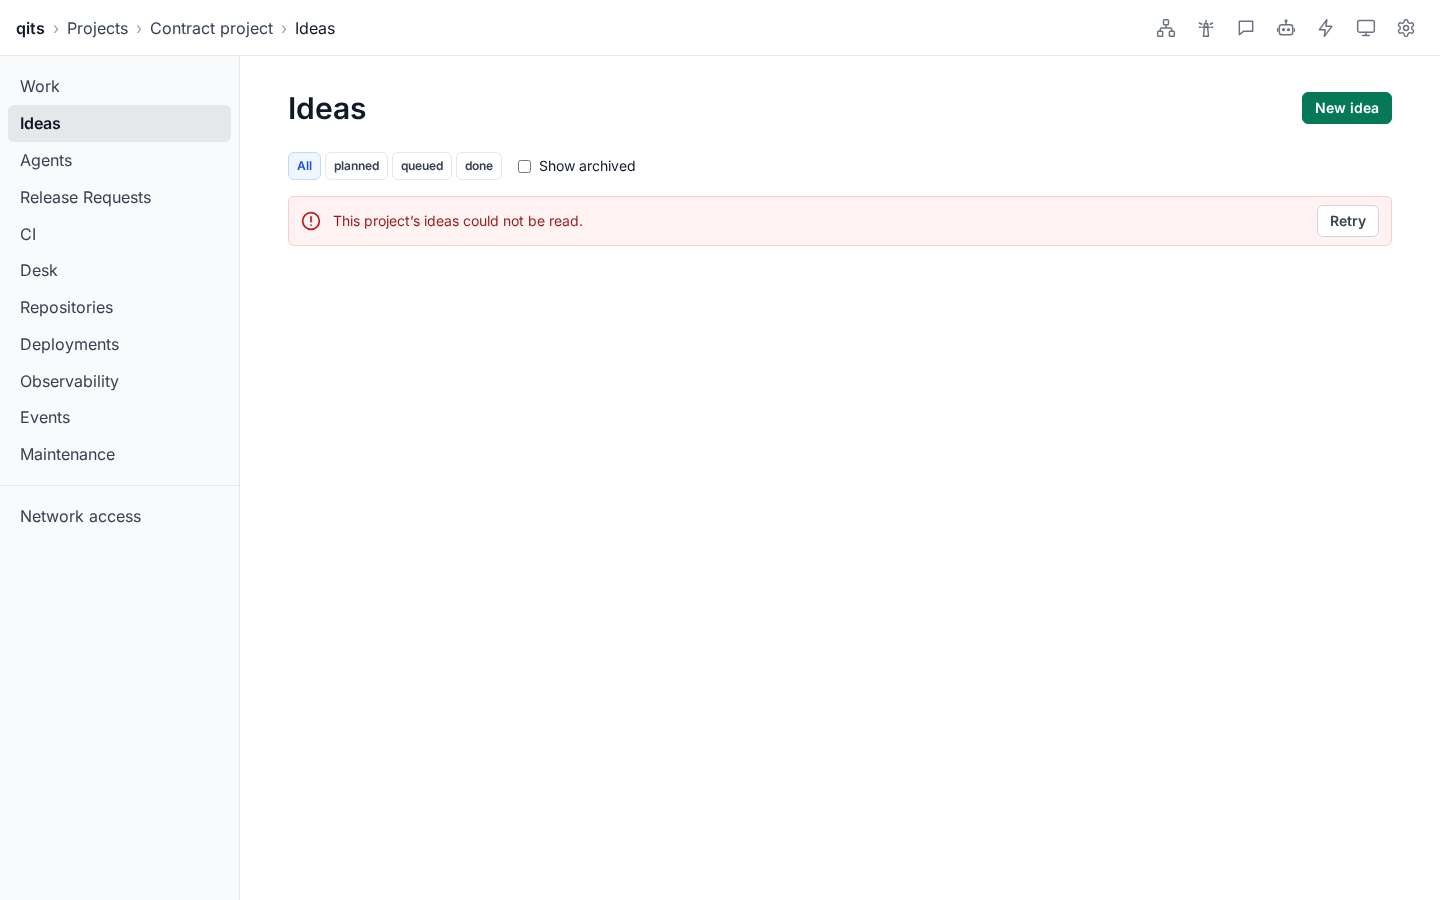 qits › Projects › Contract project › Ideas
Work
Ideas
Agents
Release Requests
CI
Desk
Repositories
Deployments
Observability
Events
Maintenance
Network access
Ideas
New idea
All planned queued done Show archived
This project’s ideas could not be read.
Retry